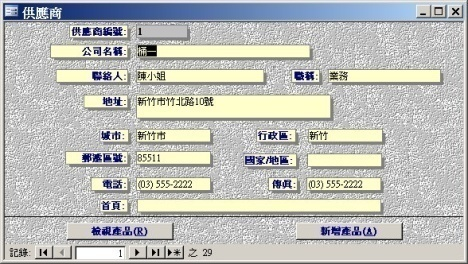 供應商
供應商編號: 1
公司名稱: 統一
聯絡人: 陳小姐 職稱: 業務
地址: 新竹市竹北路10號
城市: 新竹市 行政區: 新竹
郵遞區號: 85511 國家/地區:
電話: (03) 555-2222 傳真: (03) 555-2222
首頁:
檢視產品(R) 新增產品(A)
記錄: 1 之 29